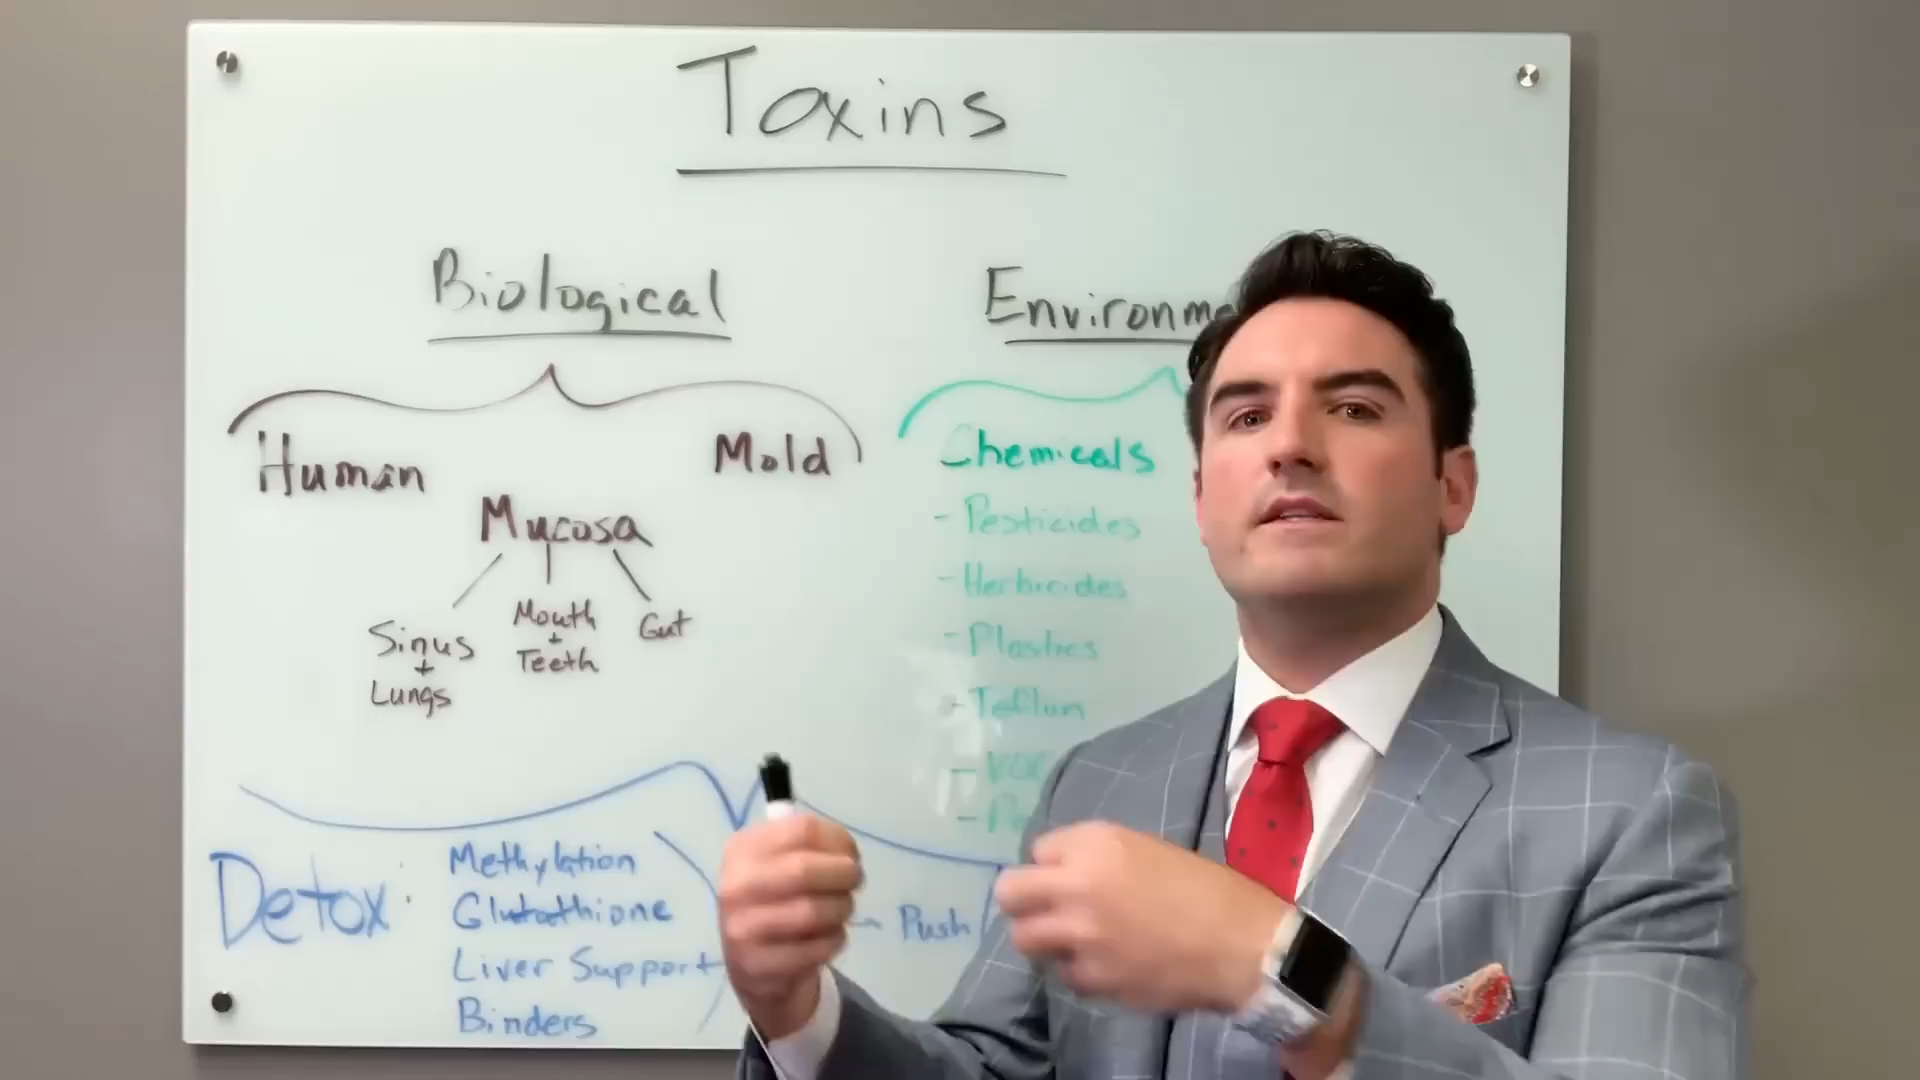 Toxins
Biological
Human
Mold
Mucosa
Sinus
+
Lungs
Mouth
+
Teeth
Gut
Chemicals
- Pesticides
- Herbicides
- Plastics
- Teflon
Detox:
Methylation
Glutathione
Liver Support
Binders
Push